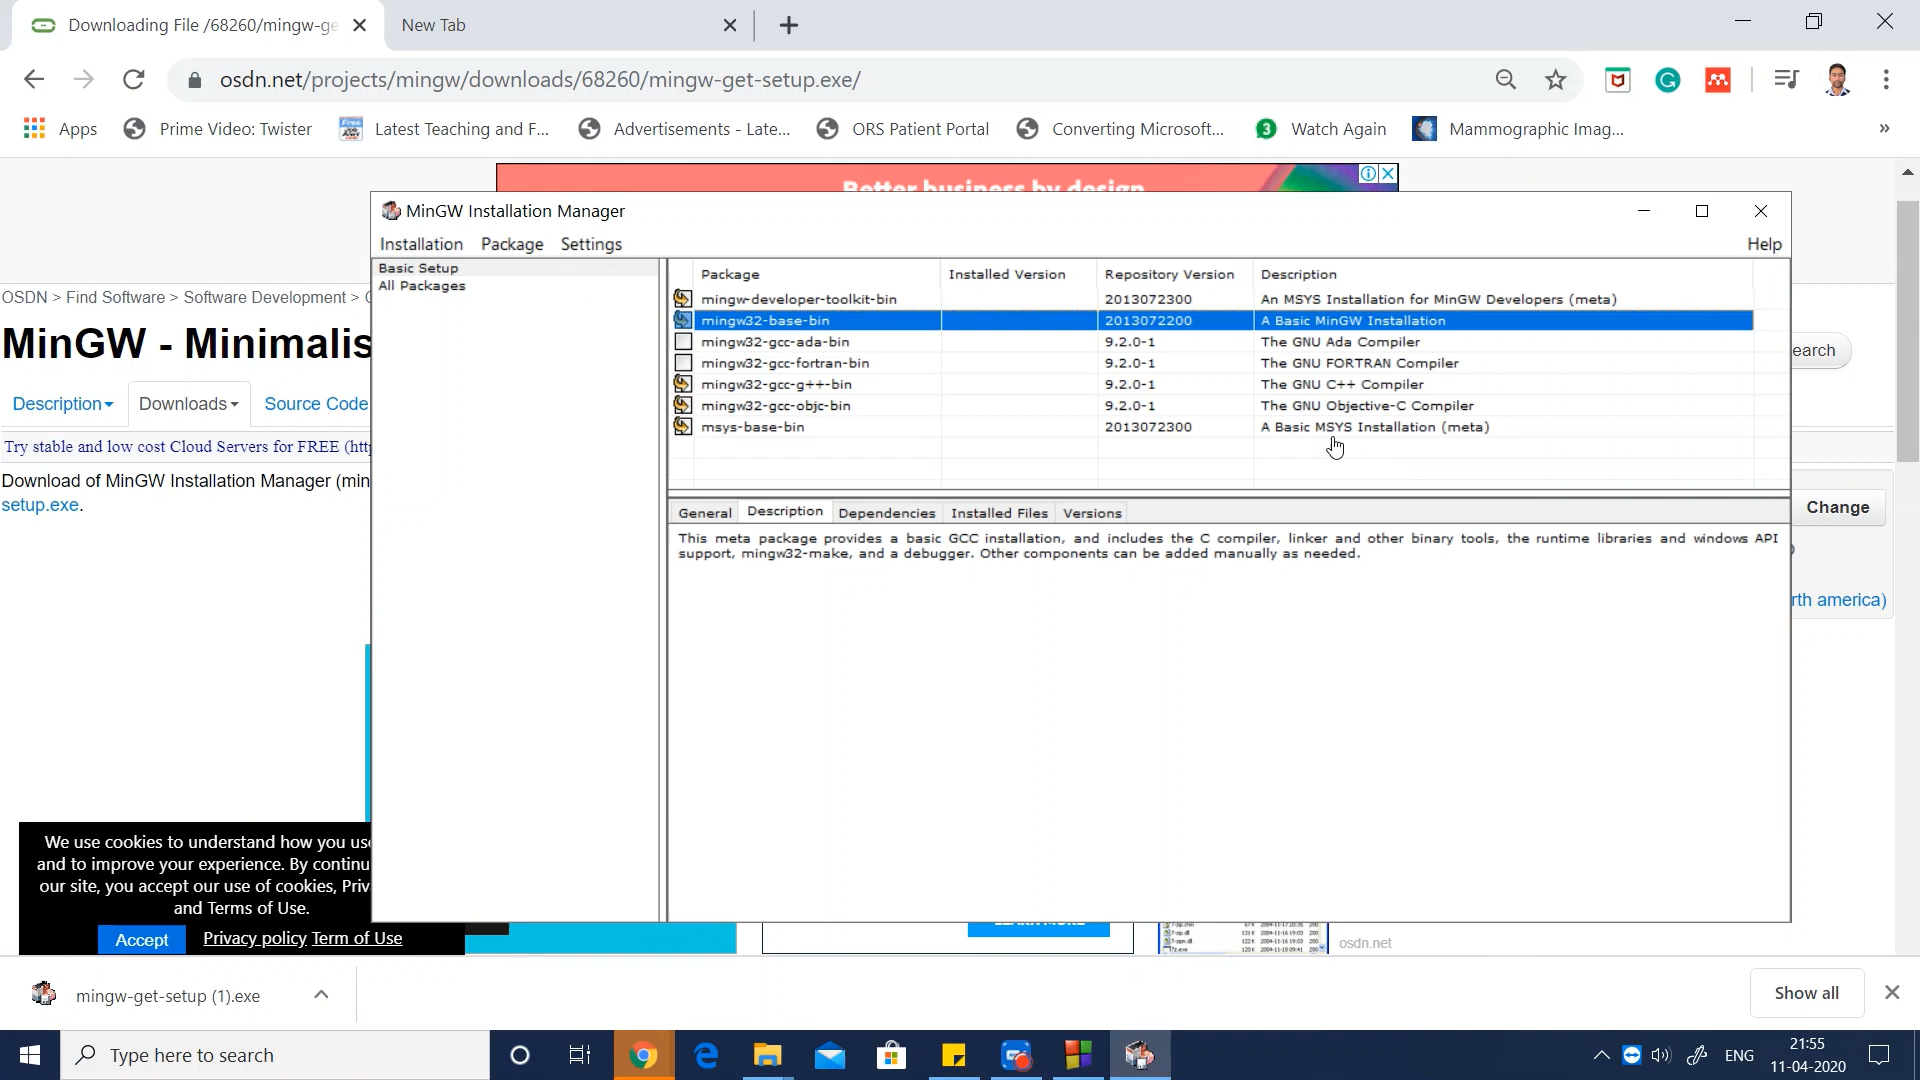 Downloading File /68260/mingw-ge
New Tab
osdn.net/projects/mingw/downloads/68260/mingw-get-setup.exe/
Apps
Prime Video: Twister
Latest Teaching and F...
Advertisements - Late...
ORS Patient Portal
Converting Microsoft...
3
Watch Again
Mammographic Imag...
»
Better business by design
MinGW Installation Manager
Installation Package Settings
Help
Basic Setup
All Packages
Package Installed Version Repository Version Description
mingw-developer-toolkit-bin 2013072300 An MSYS Installation for MinGW Developers (meta)
mingw32-base-bin 2013072200 A Basic MinGW Installation
mingw32-gcc-ada-bin 9.2.0-1 The GNU Ada Compiler
mingw32-gcc-fortran-bin 9.2.0-1 The GNU FORTRAN Compiler
mingw32-gcc-g++-bin 9.2.0-1 The GNU C++ Compiler
mingw32-gcc-objc-bin 9.2.0-1 The GNU Objective-C Compiler
msys-base-bin 2013072300 A Basic MSYS Installation (meta)
General Description Dependencies Installed Files Versions
This meta package provides a basic GCC installation, and includes the C compiler, linker and other binary tools, the runtime libraries and windows API
support, mingw32-make, and a debugger. Other components can be added manually as needed.
OSDN > Find Software > Software Development >
MinGW - Minimalis
earch
Description
Downloads
Source Code
Try stable and low cost Cloud Servers for FREE (htt
Download of MinGW Installation Manager (min
setup.exe.
Change
rth america)
We use cookies to understand how you use
and to improve your experience. By continu
our site, you accept our use of cookies, Priv
and Terms of Use.
Accept
Privacy policy Term of Use
osdn.net
mingw-get-setup (1).exe
Show all
Type here to search
ENG
21:55
11-04-2020